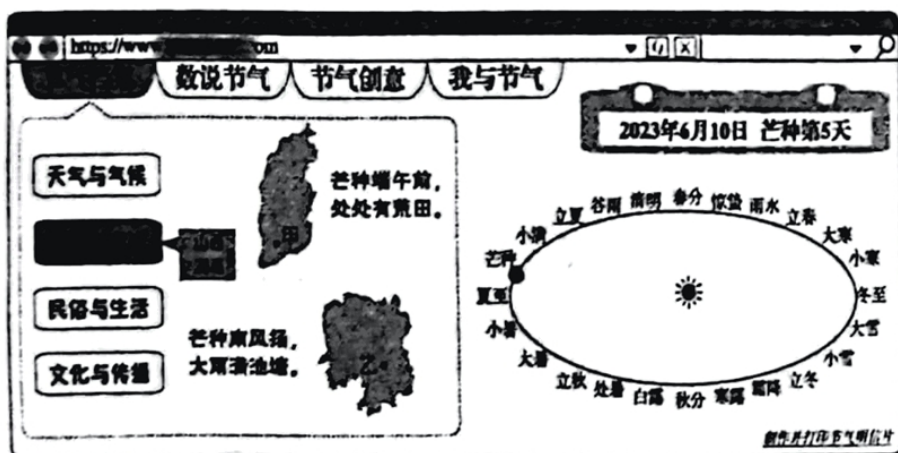 https://www. om
数说节气
节气创意
我与节气
2023年6月10日 芒种第5天
天气与气候
民俗与生活
文化与传播
芒种端午前,
处处有荒田。
甲
芒种南风扬,
大雨满池塘。
乙
春分
惊蛰
雨水
立春
大寒
小寒
冬至
大雪
小雪
立冬
霜降
寒露
秋分
白露
处暑
立秋
大暑
小暑
夏至
芒种
小满
立夏
谷雨
清明
制作并打印节气明信片